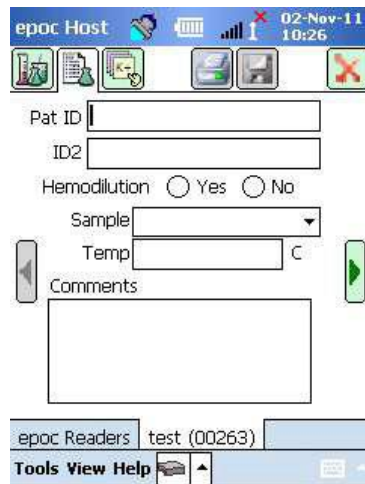 epoc Host 02-Nov-11
10:26
K+
Pat ID
ID2
Hemodilution Yes No
Sample
Temp C
Comments
epoc Readers test (00263)
Tools View Help